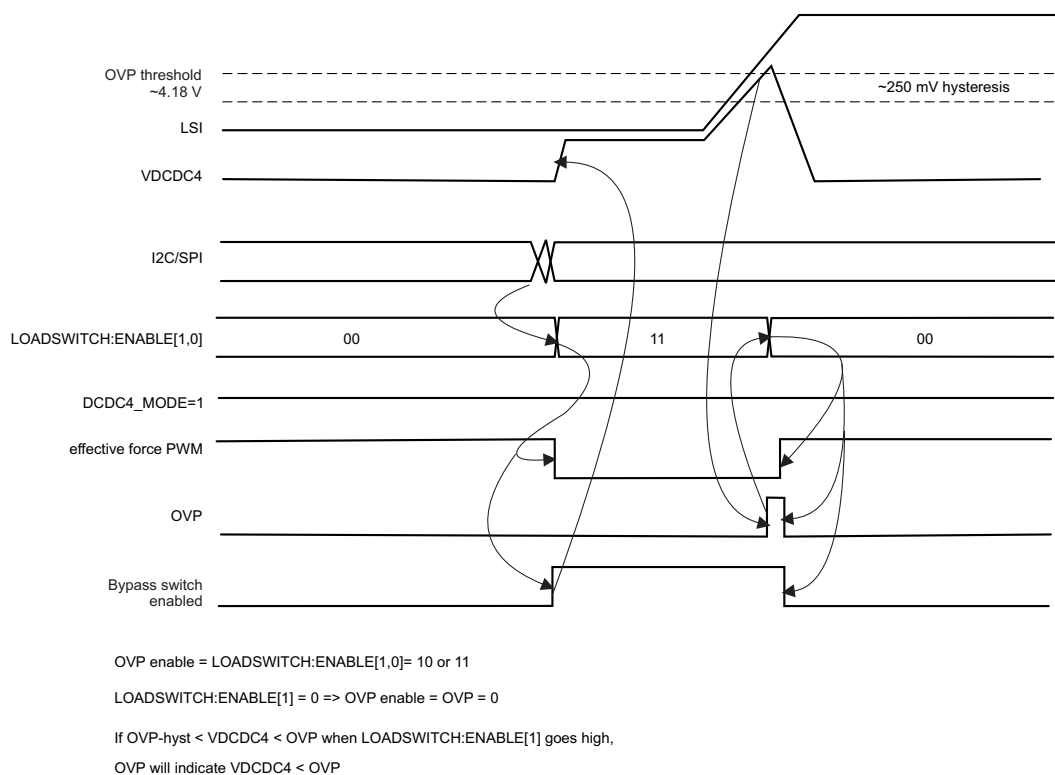 OVP threshold
~4.18 V
~250 mV hysteresis
LSI
VDCDC4
I2C/SPI
LOADSWITCH:ENABLE[1,0]
00
11
00
DCDC4_MODE=1
effective force PWM
OVP
Bypass switch
enabled
OVP enable = LOADSWITCH:ENABLE[1,0]= 10 or 11
LOADSWITCH:ENABLE[1] = 0 => OVP enable = OVP = 0
If OVP-hyst < VDCDC4 < OVP when LOADSWITCH:ENABLE[1] goes high,
OVP will indicate VDCDC4 < OVP